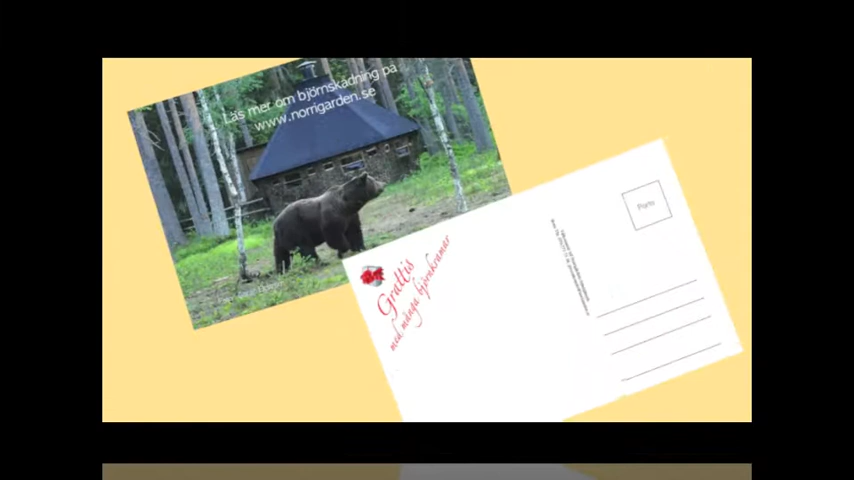 Läs mer om björnskådning på
www.norrigarden.se
Porto
Grattis
med många björnkramar